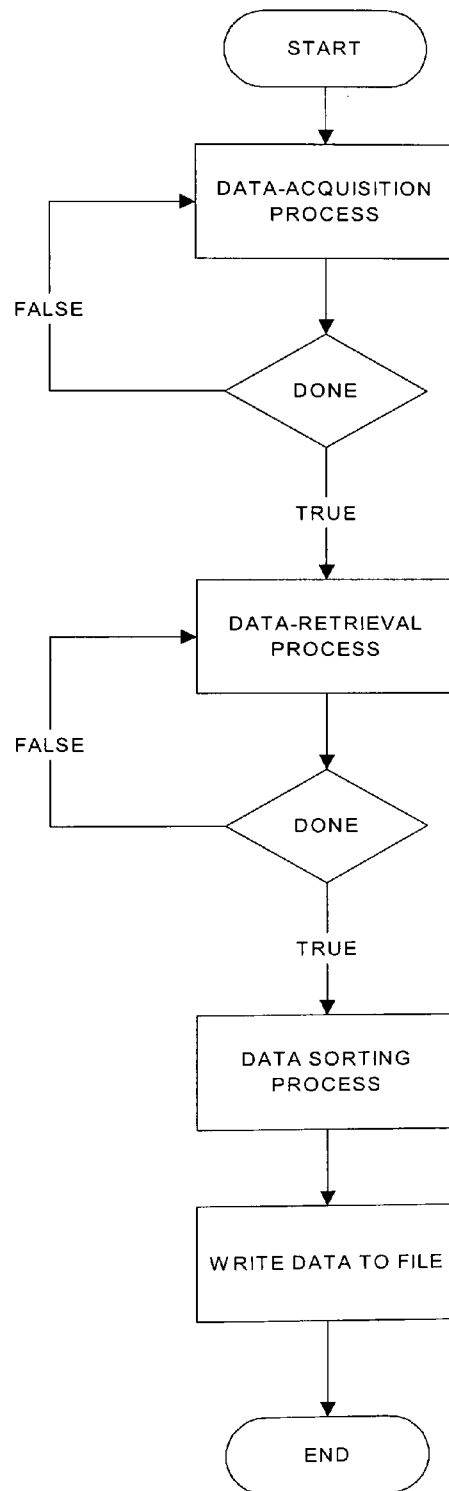 START
DATA-ACQUISITION
PROCESS
FALSE
DONE
TRUE
DATA-RETRIEVAL
PROCESS
FALSE
DONE
TRUE
DATA SORTING
PROCESS
WRITE DATA TO FILE
END